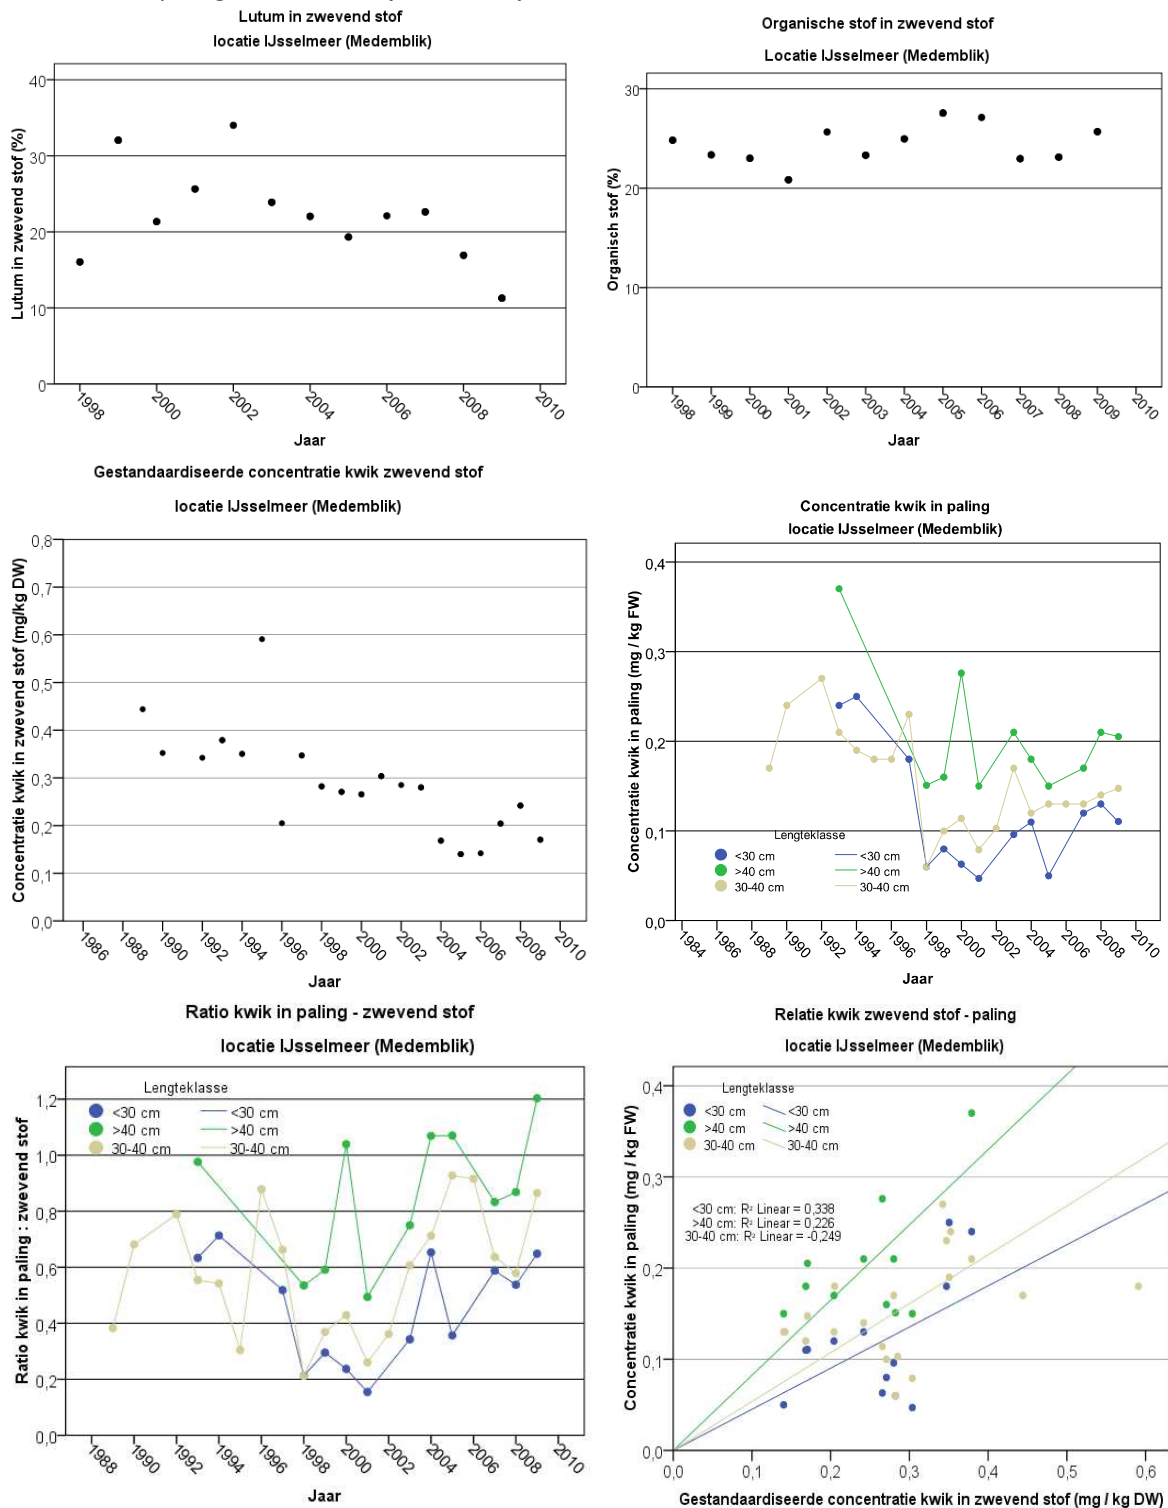 Lutum in zwevend stof
locatie IJsselmeer (Medemblik)
40
30
20
10
0
Lutum in zwevend stof (%)
1998
2000
2002
2004
2006
2008
2010
Jaar
Organische stof in zwevend stof
Locatie IJsselmeer (Medemblik)
30
20
10
0
Organisch stof (%)
1998
1999
2000
2001
2002
2003
2004
2005
2006
2007
2008
2009
2010
Jaar
Gestandaardiseerde concentratie kwik zwevend stof
locatie IJsselmeer (Medemblik)
0,8
0,7
0,6
0,5
0,4
0,3
0,2
0,1
0,0
Concentratie kwik in zwevend stof (mg/kg DW)
1986
1988
1990
1992
1994
1996
1998
2000
2002
2004
2006
2008
2010
Jaar
Concentratie kwik in paling
locatie IJsselmeer (Medemblik)
0,4
0,3
0,2
0,1
0,0
Concentratie kwik in paling (mg / kg FW)
Lengteklasse
<30 cm <30 cm
>40 cm >40 cm
30-40 cm 30-40 cm
1984
1986
1988
1990
1992
1994
1996
1998
2000
2002
2004
2006
2008
2010
Jaar
Ratio kwik in paling - zwevend stof
locatie IJsselmeer (Medemblik)
Lengteklasse
<30 cm <30 cm
>40 cm >40 cm
30-40 cm 30-40 cm
1,2
1,0
0,8
0,6
0,4
0,2
0,0
Ratio kwik in paling : zwevend stof
1988
1990
1992
1994
1996
1998
2000
2002
2004
2006
2008
2010
Jaar
Relatie kwik zwevend stof - paling
locatie IJsselmeer (Medemblik)
Lengteklasse
<30 cm <30 cm
>40 cm >40 cm
30-40 cm 30-40 cm
<30 cm: R² Linear = 0,338
>40 cm: R² Linear = 0,226
30-40 cm: R² Linear = -0,249
0,4
0,3
0,2
0,1
0,0
Concentratie kwik in paling (mg / kg FW)
0,0
0,1
0,2
0,3
0,4
0,5
0,6
Gestandaardiseerde concentratie kwik in zwevend stof (mg / kg DW)